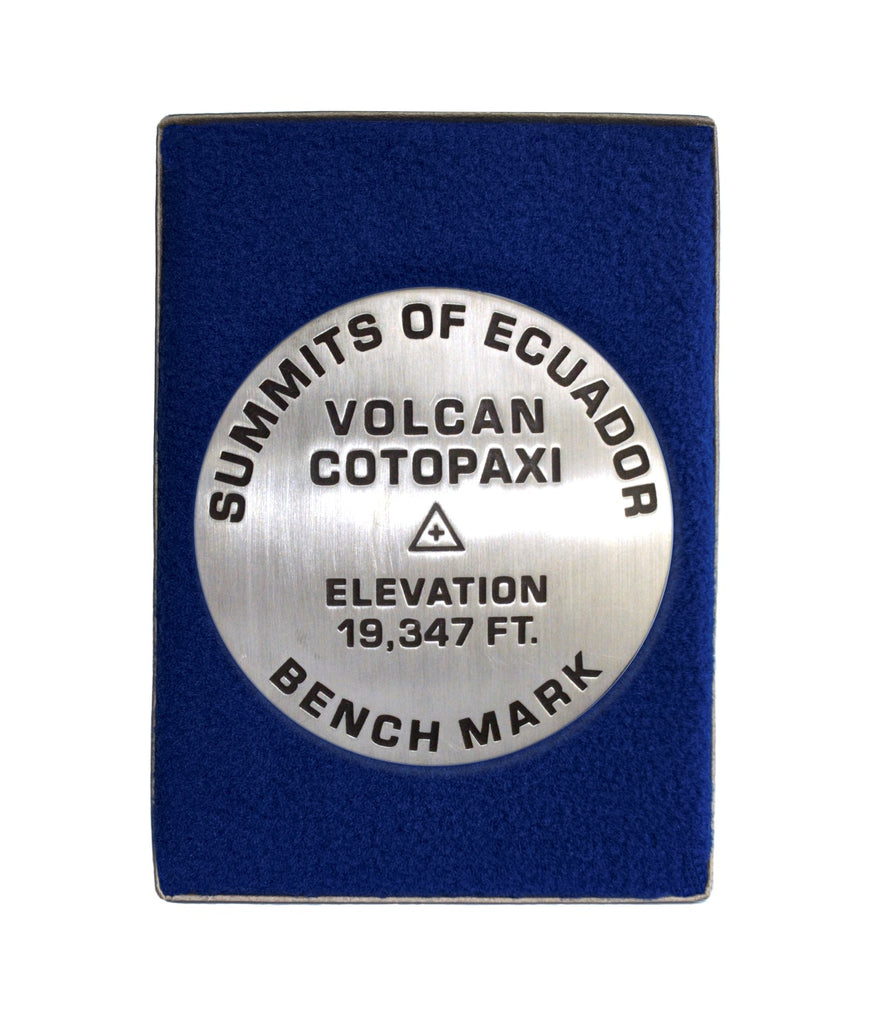 SUMMITS OF ECUADOR
VOLCAN
COTOPAXI
ELEVATION
19,347 FT.
BENCH MARK